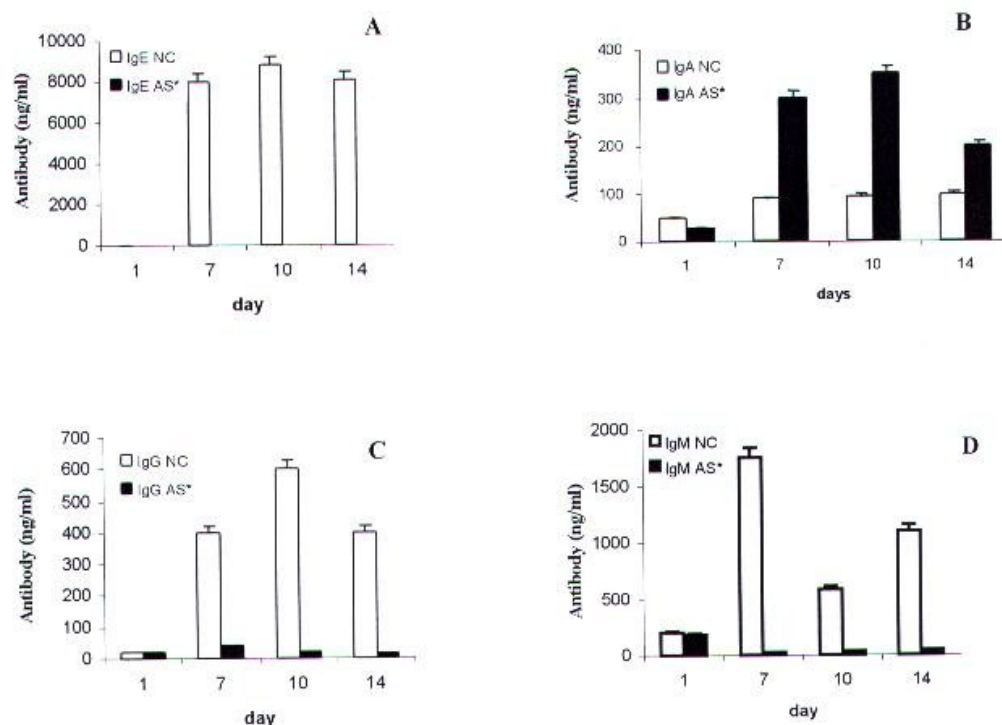 A
IgE NC
IgE AS*
Antibody (ng/ml)
10000
8000
6000
4000
2000
0
1 7 10 14
day
B
IgA NC
IgA AS*
Antibody (ng/ml)
400
300
200
100
0
1 7 10 14
days
C
IgG NC
IgG AS*
Antibody (ng/ml)
700
600
500
400
300
200
100
0
1 7 10 14
day
D
IgM NC
IgM AS*
Antibody (ng/ml)
2000
1500
1000
500
0
1 7 10 14
day